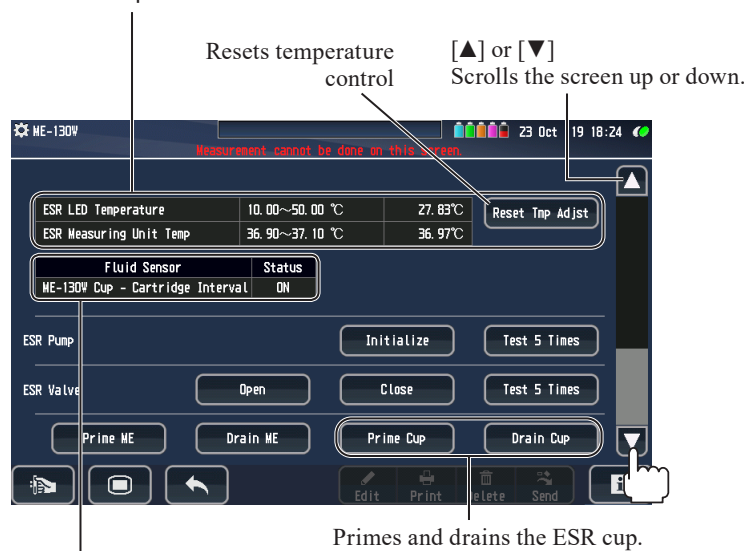 Resets temperature
control
[▲] or [▼]
Scrolls the screen up or down.
ME-130V
23 Oct 19 18:24
Measurement cannot be done on this screen.
ESR LED Temperature 10.00~50.00 ℃ 27.83℃ Reset Tmp Adjst
ESR Measuring Unit Temp 36.90~37.10 ℃ 36.97℃
Fluid Sensor Status
ME-130V Cup - Cartridge Interval ON
ESR Pump Initialize Test 5 Times
ESR Valve Open Close Test 5 Times
Prime ME Drain ME Prime Cup Drain Cup
Edit Print Delete Send
Primes and drains the ESR cup.